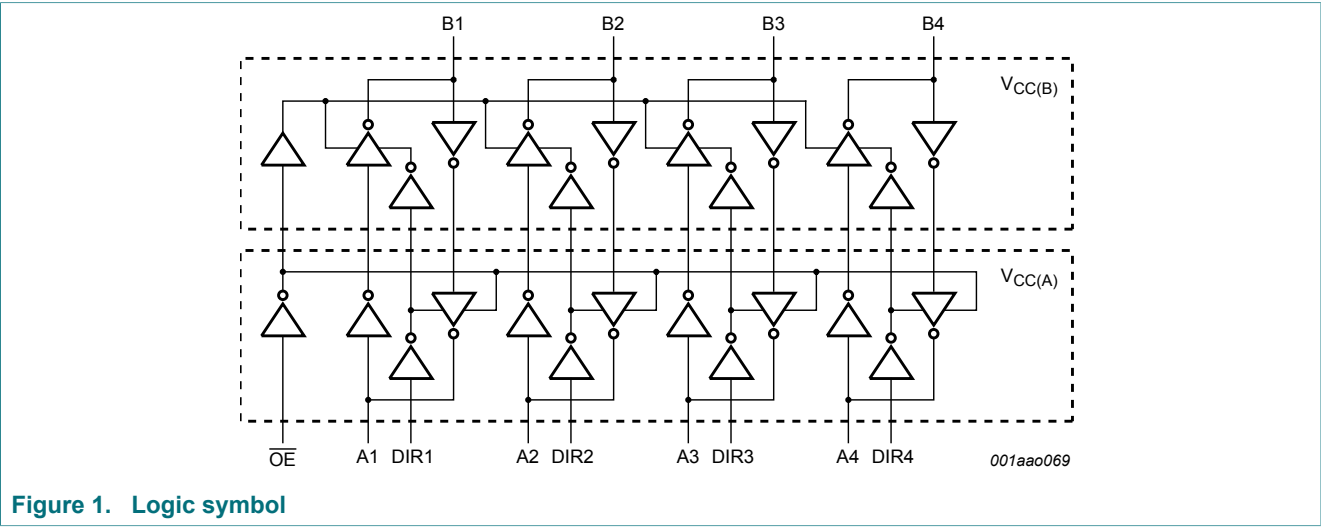 B1 B2 B3 B4
VCC(B)
VCC(A)
OE A1 DIR1 A2 DIR2 A3 DIR3 A4 DIR4
001aao069
Figure 1. Logic symbol